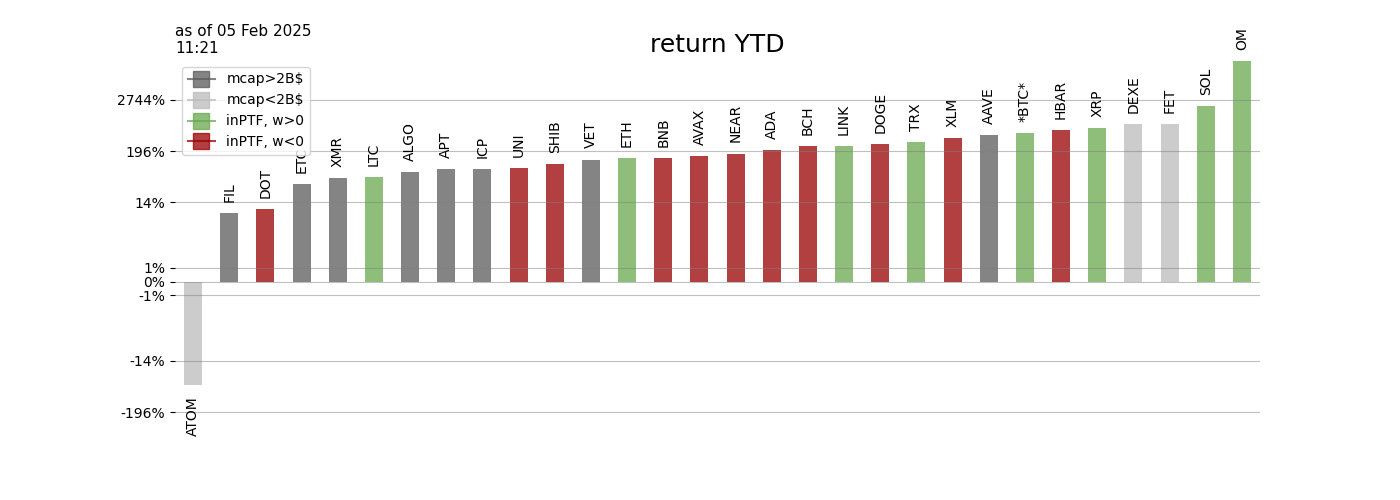 as of 05 Feb 2025
11:21
return YTD
mcap>2B$
mcap<2B$
inPTF, w>0
inPTF, w<0
2744%
196%
14%
1%
0%
-1%
-14%
-196%
ATOM
FIL
DOT
ETC
XMR
LTC
ALGO
APT
ICP
UNI
SHIB
VET
ETH
BNB
AVAX
NEAR
ADA
BCH
LINK
DOGE
TRX
XLM
AAVE
*BTC*
HBAR
XRP
DEXE
FET
SOL
OM